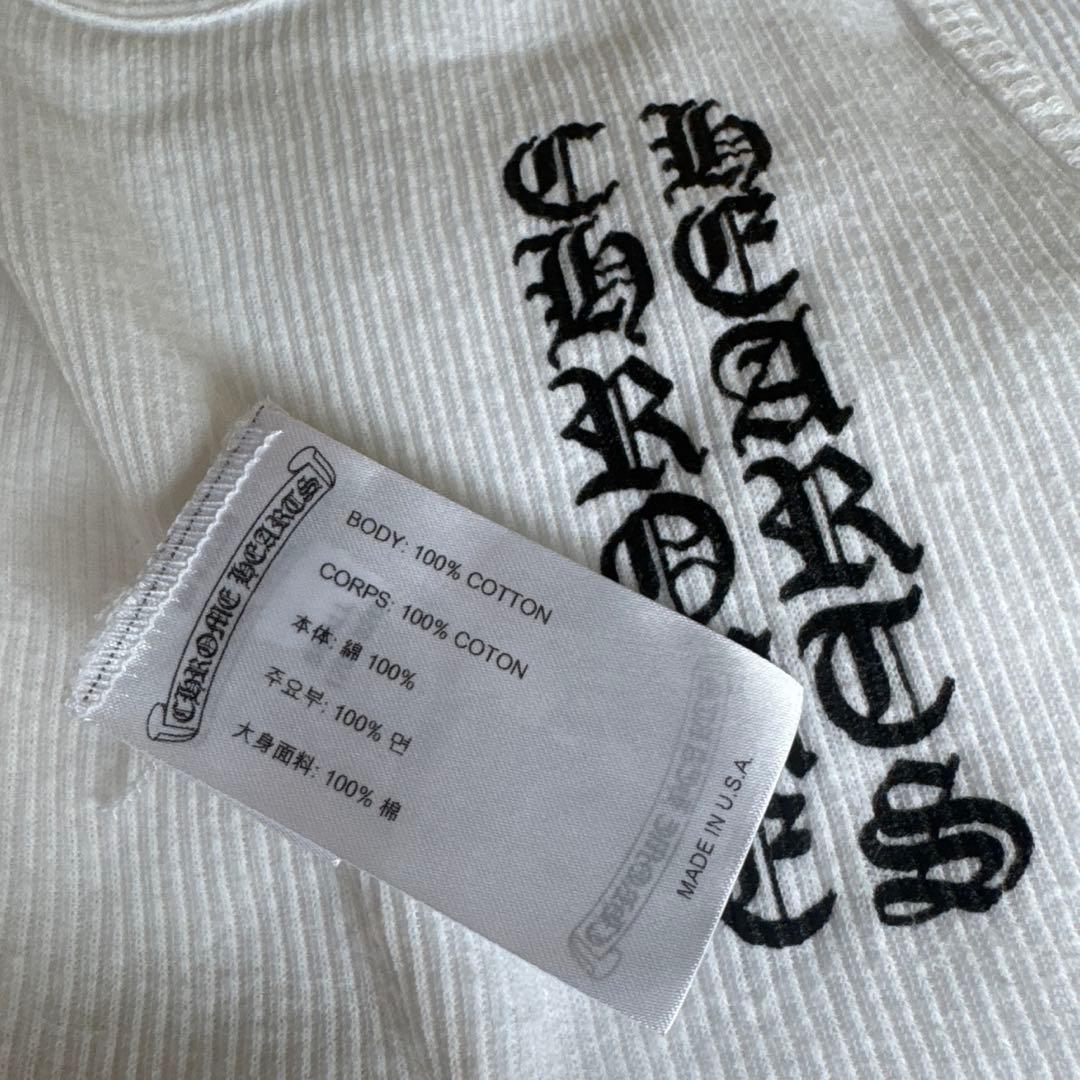 CHROME
HEARTS
CHROME HEARTS
BODY: 100% COTTON
CORPS: 100% COTON
本体: 綿 100%
주요부: 100% 면
大身面料: 100% 棉
MADE IN U.S.A.